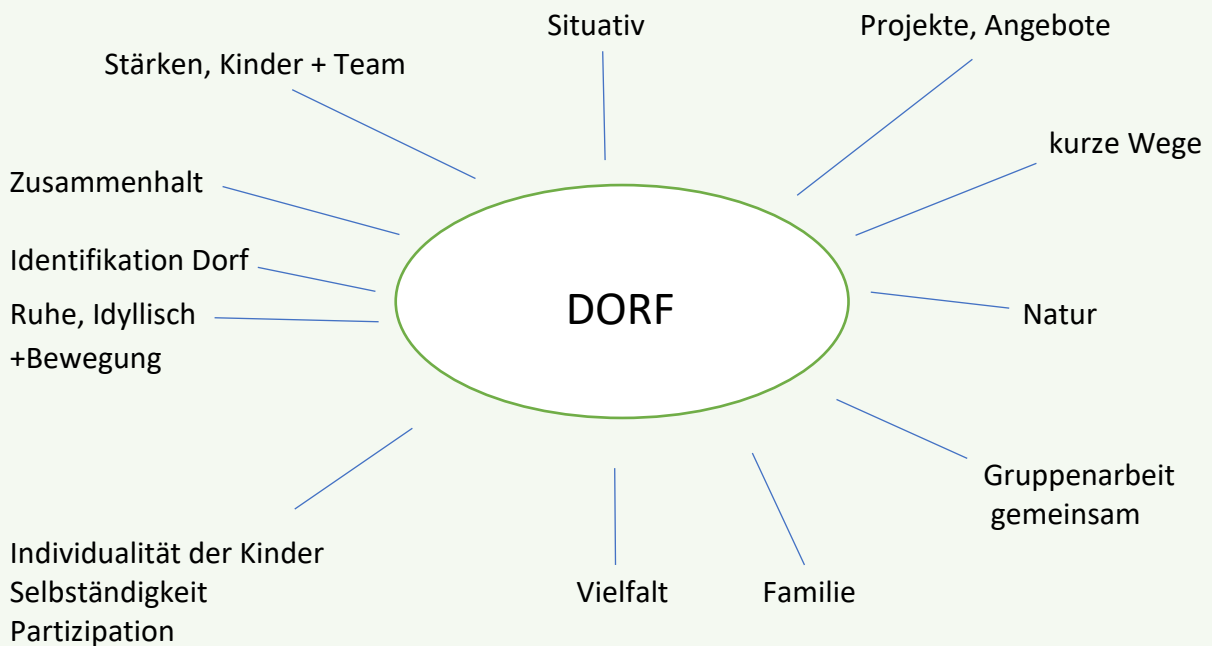 Situativ
Projekte, Angebote
Stärken, Kinder + Team
kurze Wege
Zusammenhalt
Identifikation Dorf
Ruhe, Idyllisch
+Bewegung
DORF
Natur
Gruppenarbeit
gemeinsam
Individualität der Kinder
Selbständigkeit
Partizipation
Vielfalt
Familie